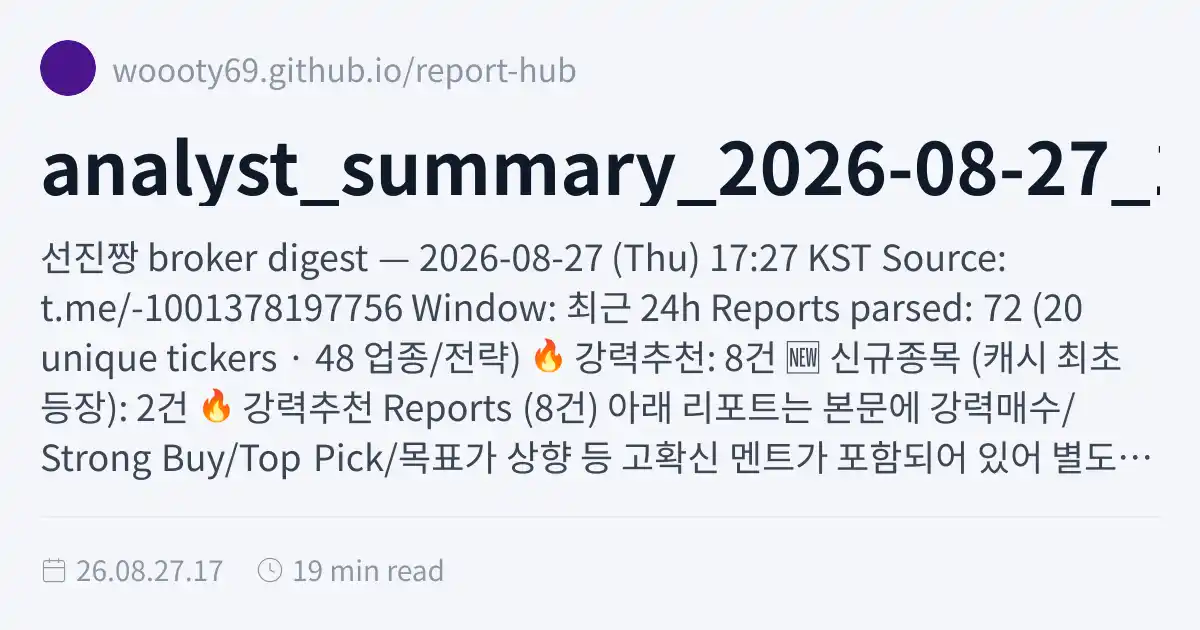 woooty69.github.io/report-hub
analyst_summary_2026-08-27_
선진짱 broker digest — 2026-08-27 (Thu) 17:27 KST Source:
t.me/-1001378197756 Window: 최근 24h Reports parsed: 72 (20
unique tickers · 48 업종/전략) 🔥 강력추천: 8건 🆕 신규종목 (캐시 최초
등장): 2건 🔥 강력추천 Reports (8건) 아래 리포트는 본문에 강력매수/
Strong Buy/Top Pick/목표가 상향 등 고확신 멘트가 포함되어 있어 별도…
26.08.27.17
19 min read